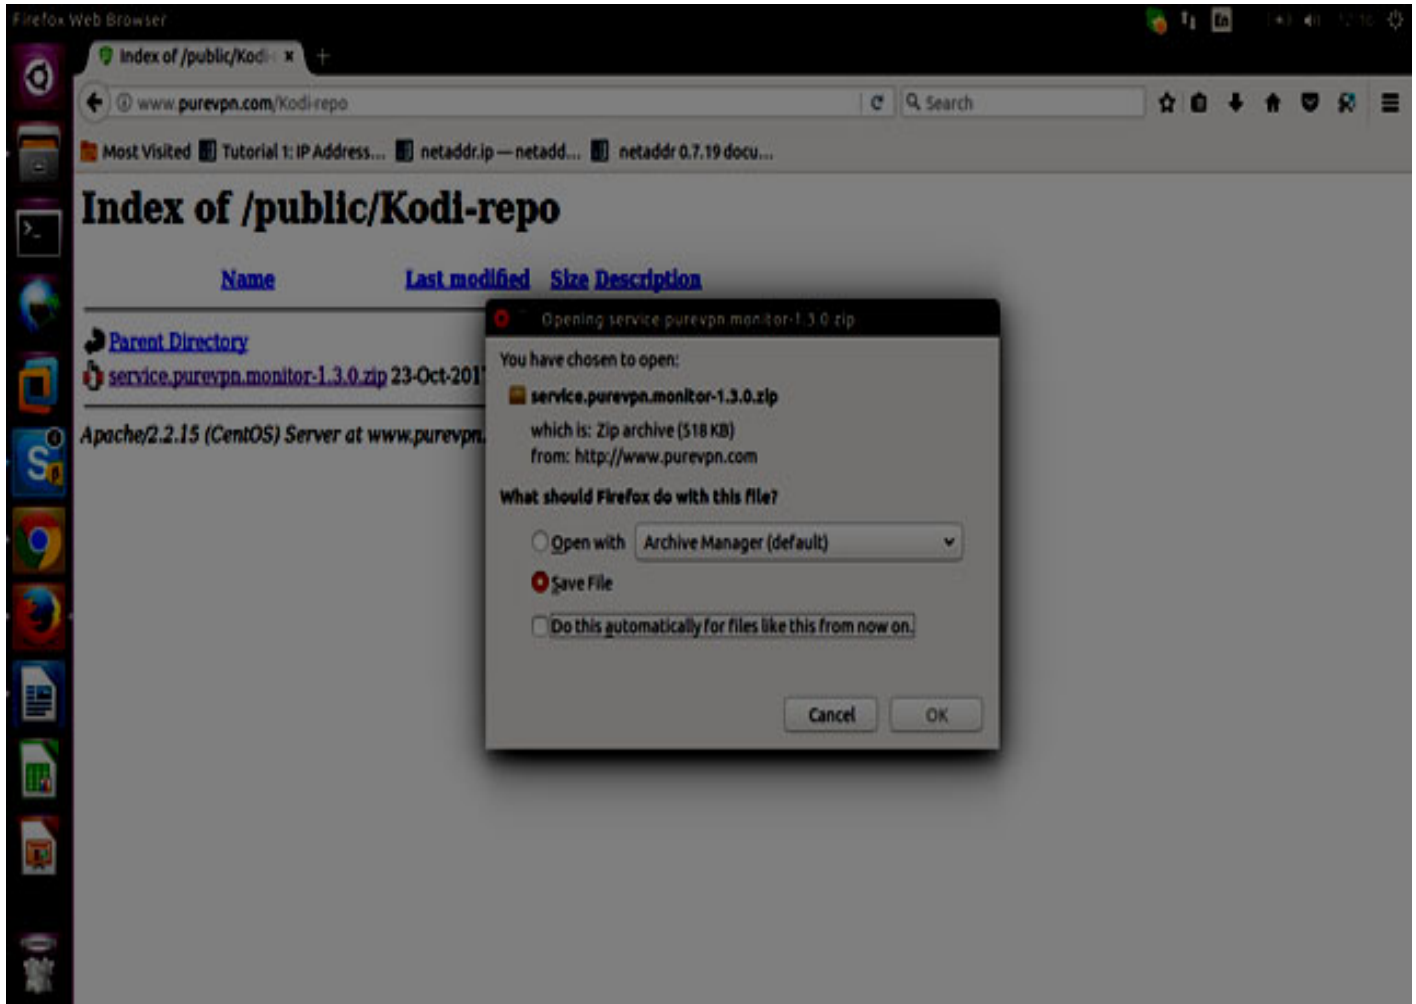 Firefox Web Browser
En
Index of /public/Kodi-
www.purevpn.com/Kodi-repo
Search
Most Visited Tutorial 1: IP Address... netaddr.ip — netadd... netaddr 0.7.19 docu...
Index of /public/Kodi-repo
Name Last modified Size Description
Parent Directory
service.purevpn.monitor-1.3.0.zip 23-Oct-2017
Apache/2.2.15 (CentOS) Server at www.purevpn.
Opening service.purevpn.monitor-1.3.0.zip
You have chosen to open:
service.purevpn.monitor-1.3.0.zip
which is: Zip archive (518 KB)
from: http://www.purevpn.com
What should Firefox do with this file?
Open with Archive Manager (default)
Save File
Do this automatically for files like this from now on.
Cancel OK